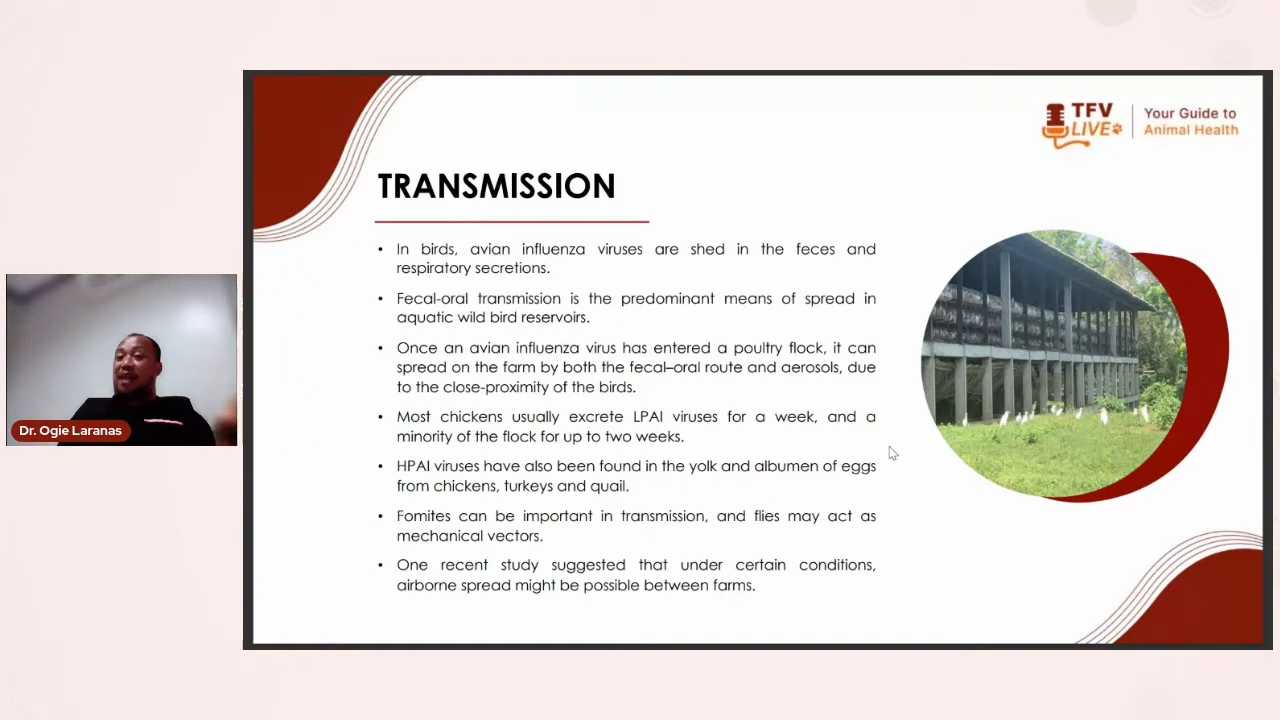 TFV
LIVE
Your Guide to
Animal Health
TRANSMISSION
• In birds, avian influenza viruses are shed in the feces and
respiratory secretions.
• Fecal-oral transmission is the predominant means of spread in
aquatic wild bird reservoirs.
• Once an avian influenza virus has entered a poultry flock, it can
spread on the farm by both the fecal–oral route and aerosols, due
to the close-proximity of the birds.
• Most chickens usually excrete LPAI viruses for a week, and a
minority of the flock for up to two weeks.
• HPAI viruses have also been found in the yolk and albumen of eggs
from chickens, turkeys and quail.
• Fomites can be important in transmission, and flies may act as
mechanical vectors.
• One recent study suggested that under certain conditions,
airborne spread might be possible between farms.
Dr. Ogie Laranas